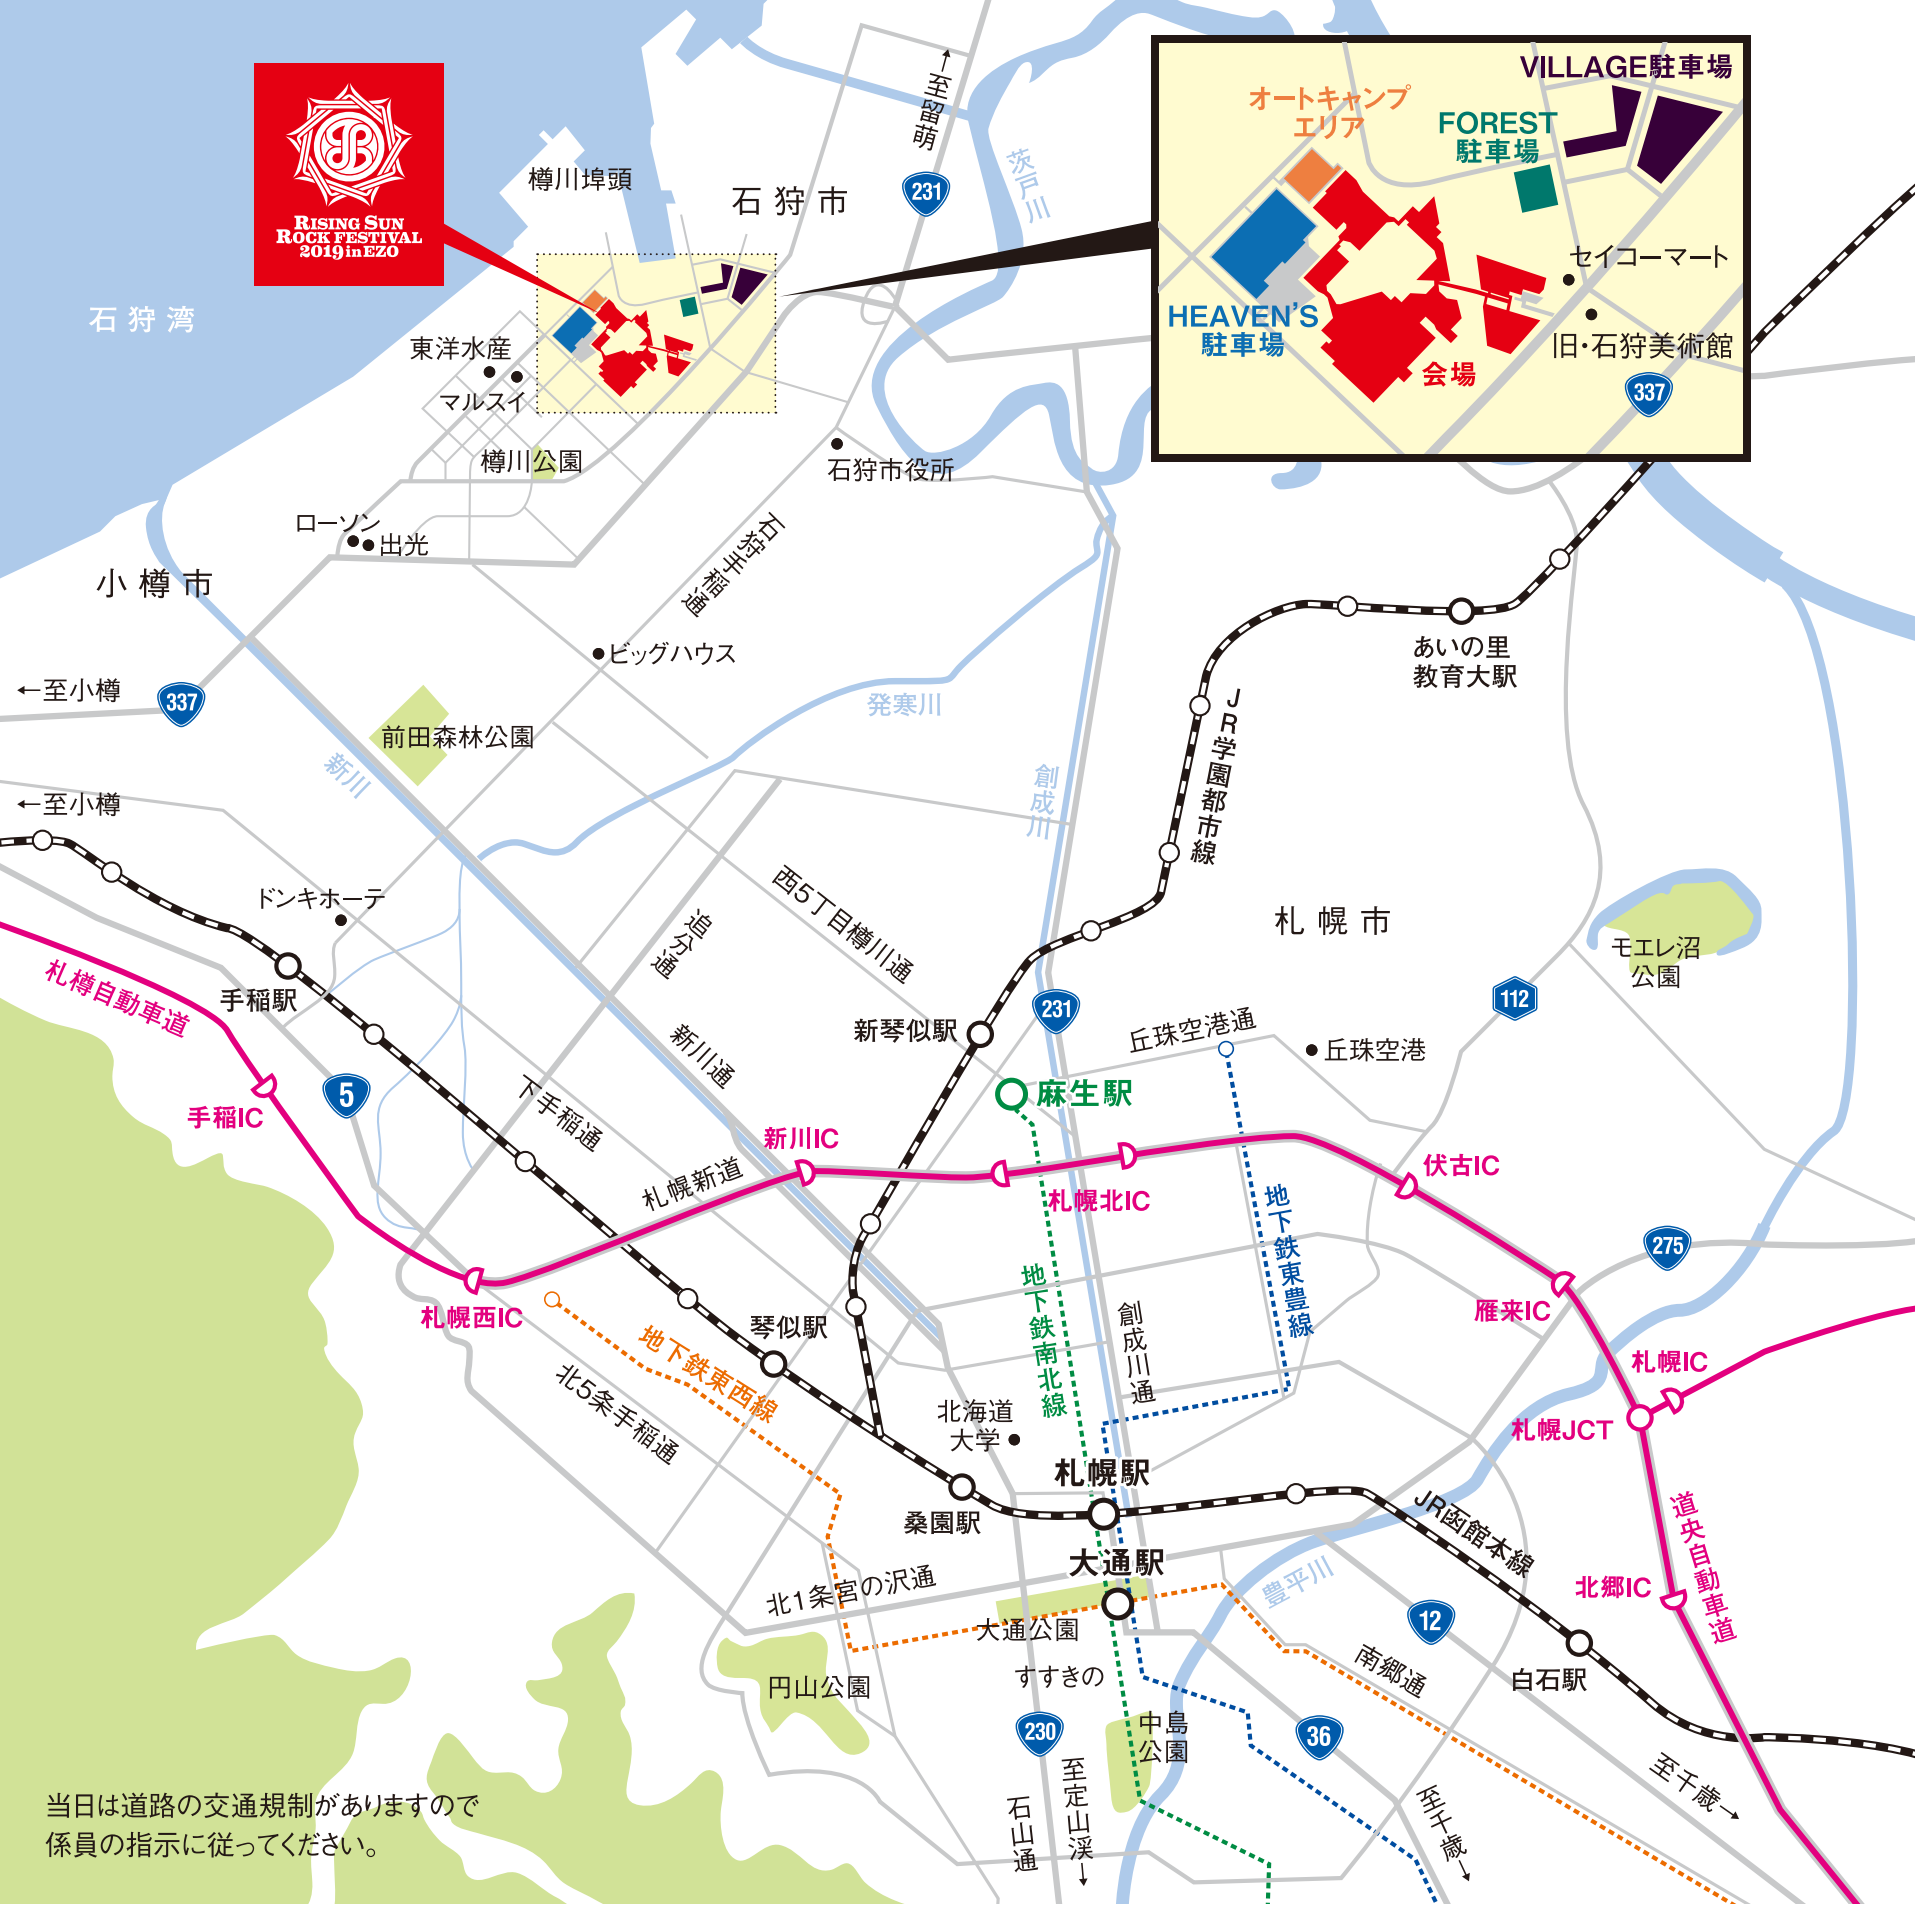 RISING SUN
ROCK FESTIVAL
2019 in EZO
樽川埠頭
石狩市
←至留萌
231
茨戸川
石狩湾
東洋水産
マルスイ
樽川公園
石狩市役所
ローソン
出光
小樽市
石狩手稲通
VILLAGE駐車場
オートキャンプ
エリア
FOREST
駐車場
セイコーマート
HEAVEN'S
駐車場
旧・石狩美術館
会場
337
ビッグハウス
←至小樽
337
前田森林公園
発寒川
新川
←至小樽
創成川
あいの里
教育大駅
JR学園都市線
ドンキホーテ
西5丁目樽川通
追分通
札幌市
モエレ沼
公園
札樽自動車道
手稲駅
112
231
新琴似駅
丘珠空港通
丘珠空港
新川通
5
麻生駅
下手稲通
手稲IC
新川IC
札幌新道
札幌北IC
伏古IC
地下鉄東豊線
275
札幌西IC
地下鉄南北線
雁来IC
琴似駅
地下鉄東西線
創成川通
札幌IC
北5条手稲通
北海道
大学
札幌JCT
札幌駅
桑園駅
JR函館本線
道央自動車道
大通駅
北1条宮の沢通
豊平川
北郷IC
大通公園
12
すすきの
南郷通
白石駅
円山公園
230
中島
公園
36
至定山渓→
石山通
至千歳→
至千歳→
当日は道路の交通規制がありますので
係員の指示に従ってください。